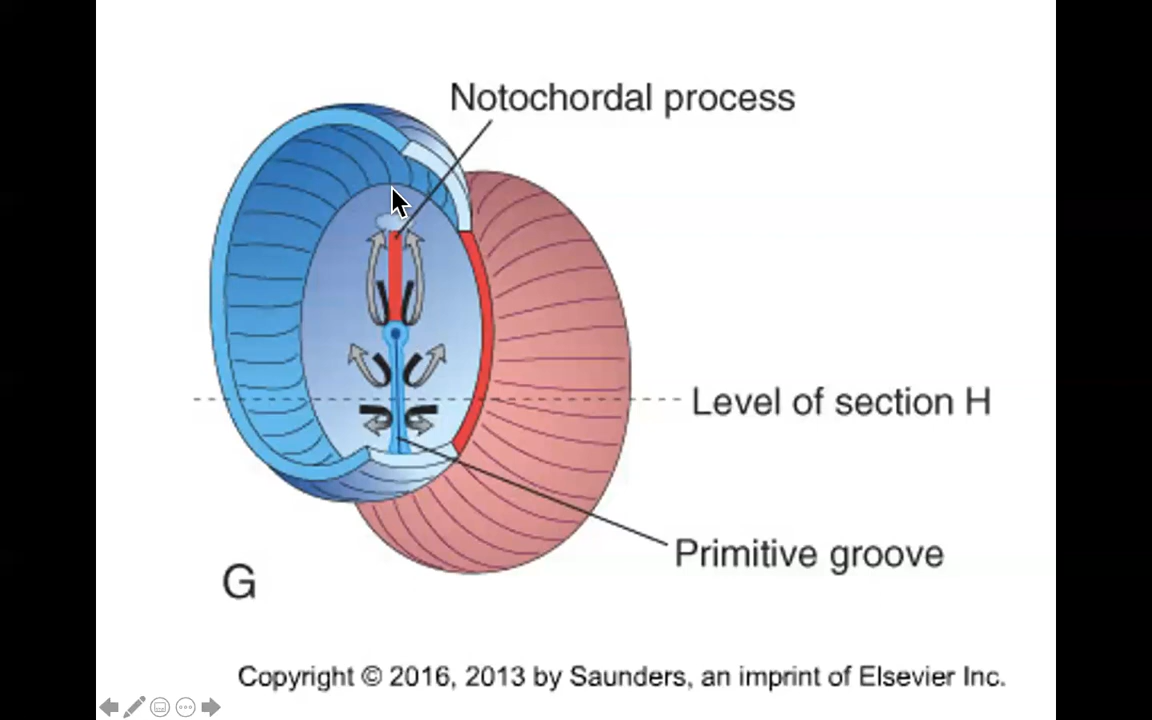 Notochordal process
Level of section H
Primitive groove
G
Copyright © 2016, 2013 by Saunders, an imprint of Elsevier Inc.